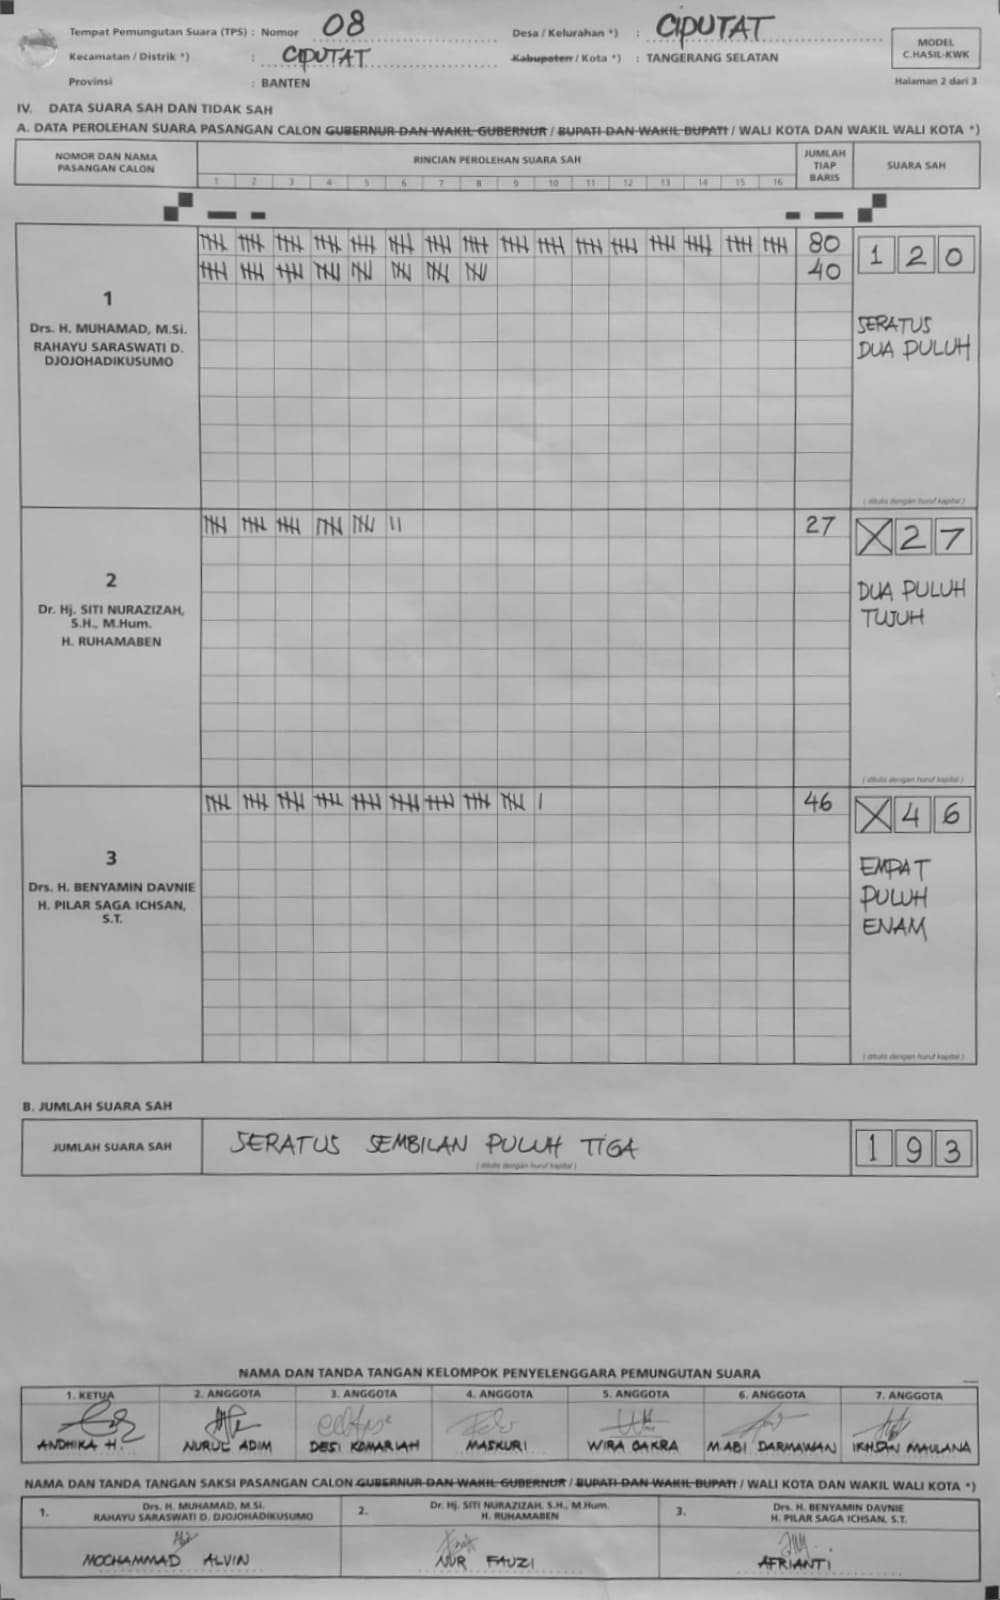 Tempat Pemungutan Suara (TPS) : Nomor 08 Desa / Kelurahan *) : CIPUTAT
Kecamatan / Distrik *) : CIPUTAT Kabupaten / Kota *) : TANGERANG SELATAN
Provinsi : BANTEN
MODEL
C.HASIL-KWK
Halaman 2 dari 3
IV. DATA SUARA SAH DAN TIDAK SAH
A. DATA PEROLEHAN SUARA PASANGAN CALON GUBERNUR DAN WAKIL GUBERNUR / BUPATI DAN WAKIL BUPATI / WALI KOTA DAN WAKIL WALI KOTA *)
NOMOR DAN NAMA PASANGAN CALON
RINCIAN PEROLEHAN SUARA SAH
1 2 3 4 5 6 7 8 9 10 11 12 13 14 15 16
JUMLAH TIAP BARIS
SUARA SAH
1
Drs. H. MUHAMAD, M.Si.
RAHAYU SARASWATI D.
DJOJOHADIKUSUMO
80
40
1 2 0
SERATUS
DUA PULUH
( ditulis dengan huruf kapital )
2
Dr. Hj. SITI NURAZIZAH,
S.H., M.Hum.
H. RUHAMABEN
27
X 2 7
DUA PULUH
TUJUH
( ditulis dengan huruf kapital )
3
Drs. H. BENYAMIN DAVNIE
H. PILAR SAGA ICHSAN,
S.T.
46
X 4 6
EMPAT
PULUH
ENAM
( ditulis dengan huruf kapital )
B. JUMLAH SUARA SAH
JUMLAH SUARA SAH SERATUS SEMBILAN PULUH TIGA 1 9 3
( ditulis dengan huruf kapital )
NAMA DAN TANDA TANGAN KELOMPOK PENYELENGGARA PEMUNGUTAN SUARA
1. KETUA 2. ANGGOTA 3. ANGGOTA 4. ANGGOTA 5. ANGGOTA 6. ANGGOTA 7. ANGGOTA
ANDHIKA H. NURUL ADIM DESI KOMARIAH MASKURI WIRA CAKRA M.ABI DARMAWAN IKHSAN MAULANA
NAMA DAN TANDA TANGAN SAKSI PASANGAN CALON GUBERNUR DAN WAKIL GUBERNUR / BUPATI DAN WAKIL BUPATI / WALI KOTA DAN WAKIL WALI KOTA *)
1. Drs. H. MUHAMAD, M.Si.
RAHAYU SARASWATI D. DJOJOHADIKUSUMO
2. Dr. Hj. SITI NURAZIZAH, S.H., M.Hum.
H. RUHAMABEN
3. Drs. H. BENYAMIN DAVNIE
H. PILAR SAGA ICHSAN, S.T.
MOCHAMMAD ALVIN NUR FAUZI AFRIANTI